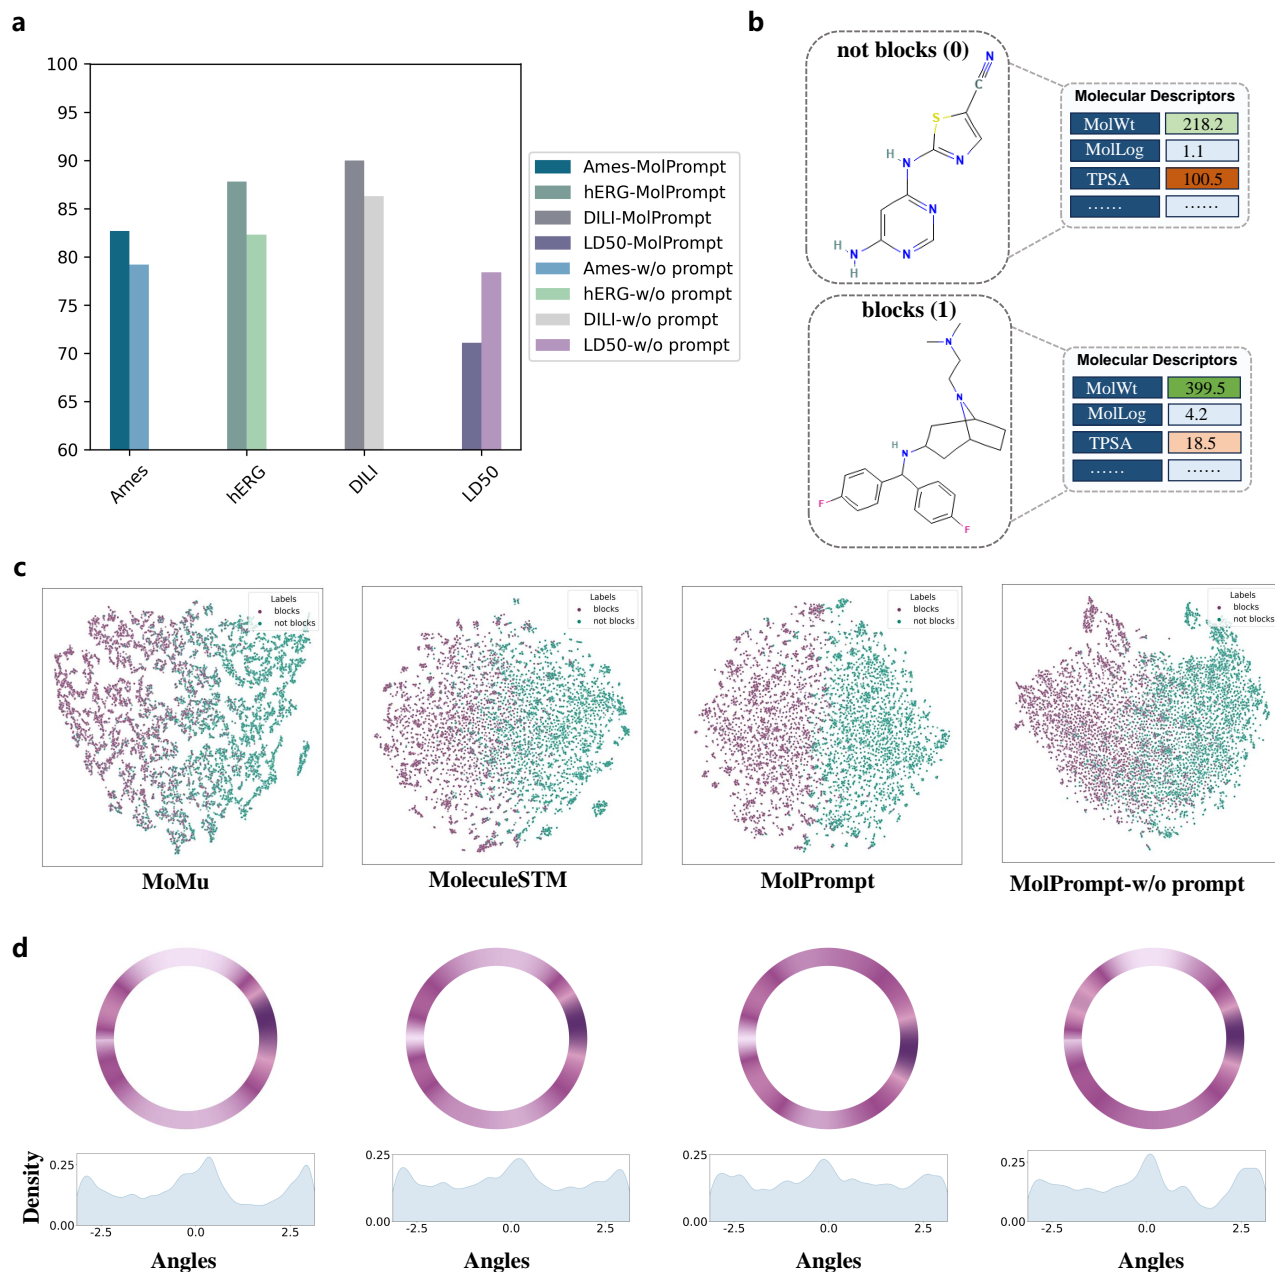 a
100
95
90
85
80
75
70
65
60
Ames
hERG
DILI
LD50
Ames-MolPrompt
hERG-MolPrompt
DILI-MolPrompt
LD50-MolPrompt
Ames-w/o prompt
hERG-w/o prompt
DILI-w/o prompt
LD50-w/o prompt
b
not blocks (0)
N
C
S
N
H
N
N
N
H
N
H
Molecular Descriptors
MolWt 218.2
MolLog 1.1
TPSA 100.5
...... ......
blocks (1)
N
N
H
N
F
F
Molecular Descriptors
MolWt 399.5
MolLog 4.2
TPSA 18.5
...... ......
c
Labels
blocks
not blocks
MoMu
Labels
blocks
not blocks
MoleculeSTM
Labels
blocks
not blocks
MolPrompt
Labels
blocks
not blocks
MolPrompt-w/o prompt
d
Density
0.25
0.00
-2.5 0.0 2.5
Angles
0.25
0.00
-2.5 0.0 2.5
Angles
0.25
0.00
-2.5 0.0 2.5
Angles
0.25
0.00
-2.5 0.0 2.5
Angles